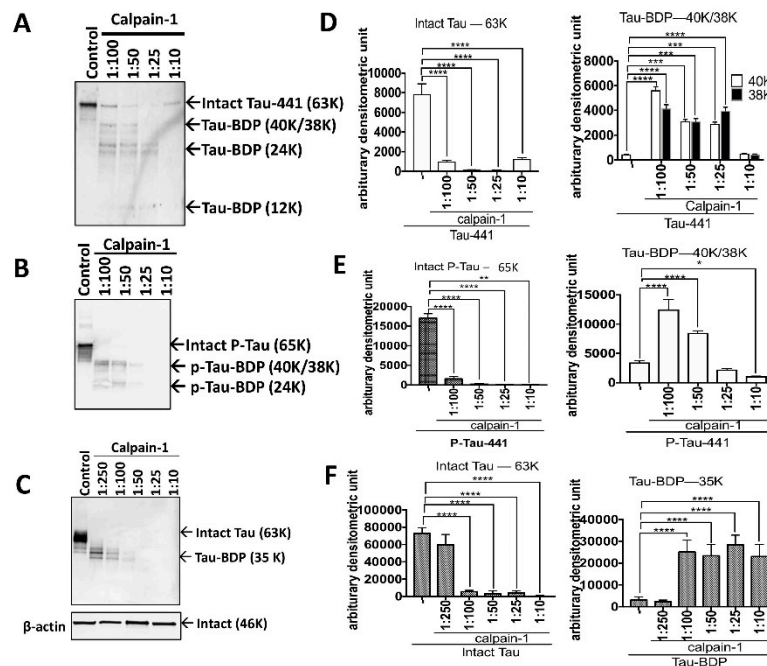 A
Calpain-1
Control
1:100
1:50
1:25
1:10
Intact Tau-441 (63K)
Tau-BDP (40K/38K)
Tau-BDP (24K)
Tau-BDP (12K)
B
Calpain-1
Control
1:100
1:50
1:25
1:10
Intact P-Tau (65K)
p-Tau-BDP (40K/38K)
p-Tau-BDP (24K)
C
Calpain-1
Control
1:250
1:100
1:50
1:25
1:10
Intact Tau (63K)
Tau-BDP (35 K)
β-actin
Intact (46K)
D
Intact Tau — 63K
****
****
****
****
arbiturary densitometric unit
10000
8000
6000
4000
2000
0
-
1:100
1:50
1:25
1:10
calpain-1
Tau-441
Tau-BDP—40K/38K
****
***
***
***
****
****
40K
38K
arbiturary densitometric unit
8000
6000
4000
2000
0
-
1:100
1:50
1:25
1:10
Calpain-1
Tau-441
E
Intact P-Tau – 65K
**
****
****
****
arbiturary densitometric unit
20000
15000
10000
5000
0
-
1:100
1:50
1:25
1:10
calpain-1
P-Tau-441
Tau-BDP—40K/38K
*
****
****
arbiturary densitometric unit
15000
10000
5000
0
-
1:100
1:50
1:25
1:10
calpain-1
P-Tau-441
F
Intact Tau — 63K
****
****
****
****
arbiturary densitometric unit
100000
80000
60000
40000
20000
0
-
1:250
1:100
1:50
1:25
1:10
calpain-1
Intact Tau
Tau-BDP—35K
****
****
****
****
arbiturary densitometric unit
40000
30000
20000
10000
0
-
1:250
1:100
1:50
1:25
1:10
calpain-1
Tau-BDP